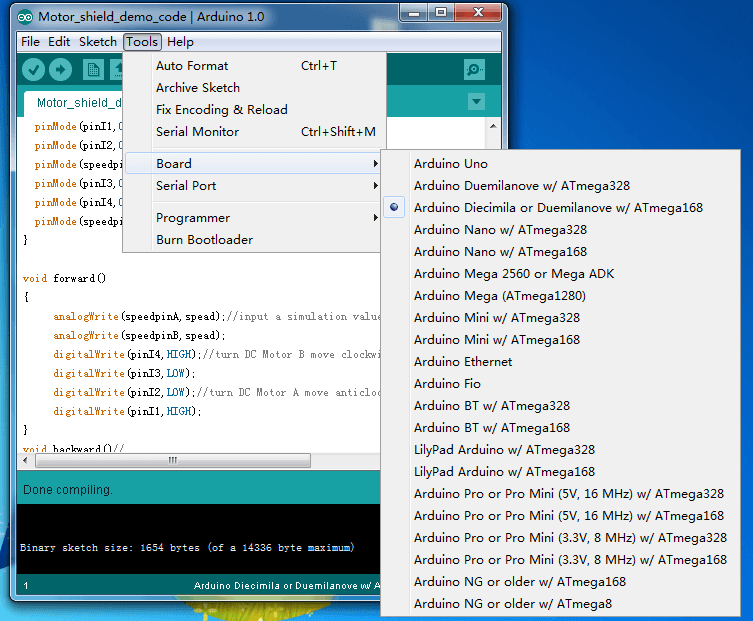 Motor_shield_demo_code | Arduino 1.0
File Edit Sketch Tools Help
Auto Format Ctrl+T
Archive Sketch
Fix Encoding & Reload
Serial Monitor Ctrl+Shift+M
Board
Serial Port
Programmer
Burn Bootloader
Arduino Uno
Arduino Duemilanove w/ ATmega328
Arduino Diecimila or Duemilanove w/ ATmega168
Arduino Nano w/ ATmega328
Arduino Nano w/ ATmega168
Arduino Mega 2560 or Mega ADK
Arduino Mega (ATmega1280)
Arduino Mini w/ ATmega328
Arduino Mini w/ ATmega168
Arduino Ethernet
Arduino Fio
Arduino BT w/ ATmega328
Arduino BT w/ ATmega168
LilyPad Arduino w/ ATmega328
LilyPad Arduino w/ ATmega168
Arduino Pro or Pro Mini (5V, 16 MHz) w/ ATmega328
Arduino Pro or Pro Mini (5V, 16 MHz) w/ ATmega168
Arduino Pro or Pro Mini (3.3V, 8 MHz) w/ ATmega328
Arduino Pro or Pro Mini (3.3V, 8 MHz) w/ ATmega168
Arduino NG or older w/ ATmega168
Arduino NG or older w/ ATmega8
Motor_shield_d
pinMode(pinI1,
pinMode(pinI2,
pinMode(speedpi
pinMode(pinI3,
pinMode(pinI4,
pinMode(speedpi
}
void forward()
{
analogWrite(speedpinA,spead);//input a simulation value
analogWrite(speedpinB,spead);
digitalWrite(pinI4,HIGH);//turn DC Motor B move clockwi
digitalWrite(pinI3,LOW);
digitalWrite(pinI2,LOW);//turn DC Motor A move anticloc
digitalWrite(pinI1,HIGH);
}
void backward()//
Done compiling.
Binary sketch size: 1654 bytes (of a 14336 byte maximum)
1 Arduino Diecimila or Duemilanove w/ A